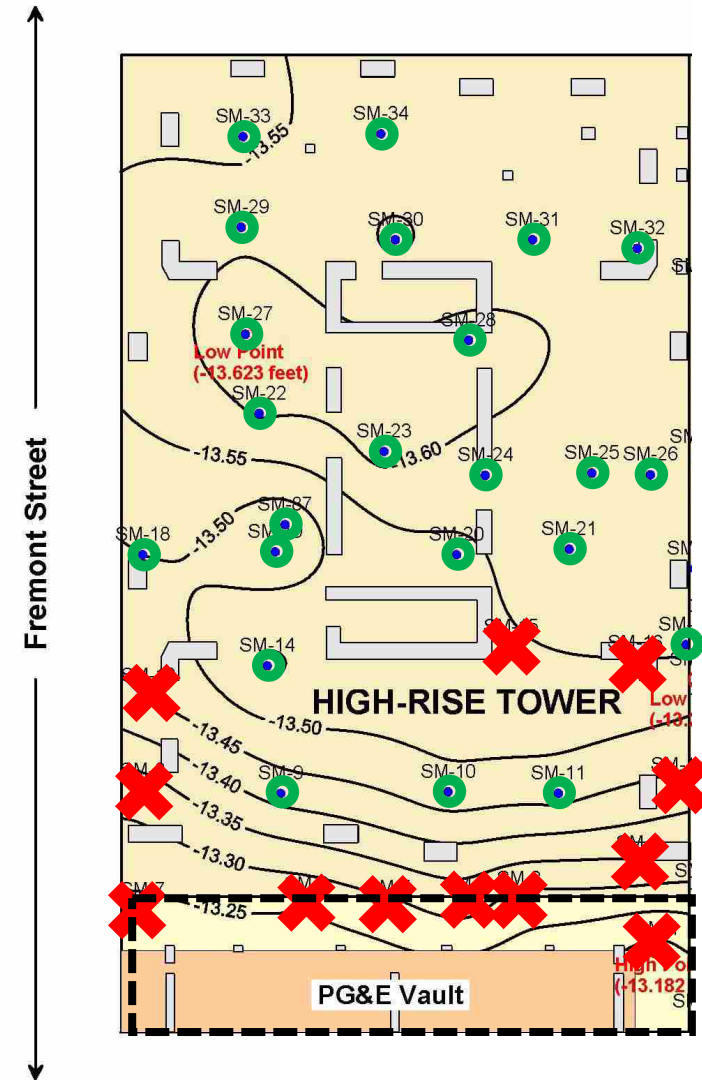 SM-33
SM-34
-13.55
SM-29
SM-30
SM-31
SM-32
SM-27
SM-28
Low Point
(-13.623 feet)
SM-22
SM-23
-13.60
SM-24
SM-25
SM-26
-13.55
-13.50
SM-87
SM-18
SM-20
SM-21
SM-14
HIGH-RISE TOWER
-13.50
Low
-13.45
-13.40
SM-9
SM-10
SM-11
-13.35
-13.30
-13.25
PG&E Vault
(-13.182
Fremont Street